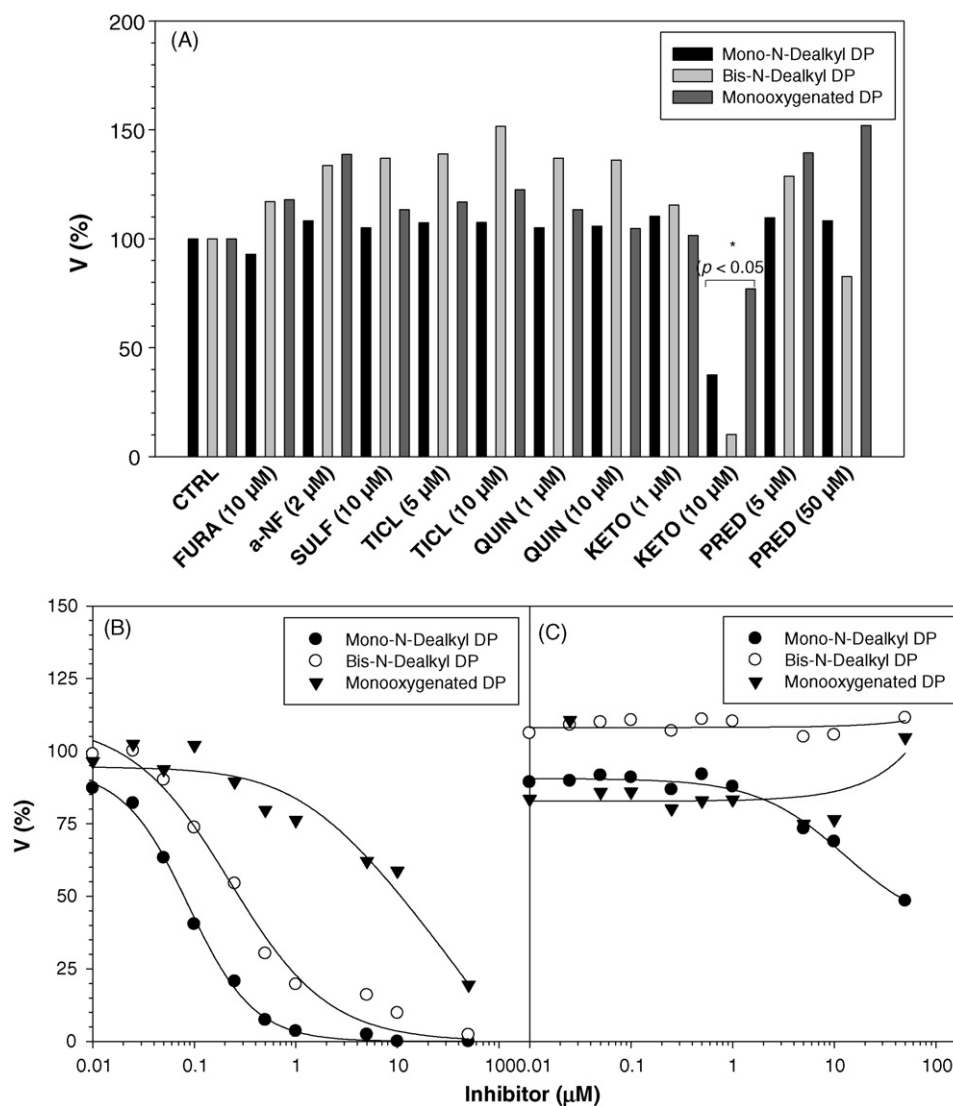 (A)
Mono-N-Dealkyl DP
Bis-N-Dealkyl DP
Monooxygenated DP
V (%)
200
150
100
50
0
*
(p < 0.05
CTRL
FURA (10 µM)
a-NF (2 µM)
SULF (10 µM)
TICL (5 µM)
TICL (10 µM)
QUIN (1 µM)
QUIN (10 µM)
KETO (1 µM)
KETO (10 µM)
PRED (5 µM)
PRED (50 µM)
(B)
Mono-N-Dealkyl DP
Bis-N-Dealkyl DP
Monooxygenated DP
V (%)
150
125
100
75
50
25
0
0.01 0.1 1 10
(C)
Mono-N-Dealkyl DP
Bis-N-Dealkyl DP
Monooxygenated DP
1000.01 0.1 1 10 100
Inhibitor (µM)